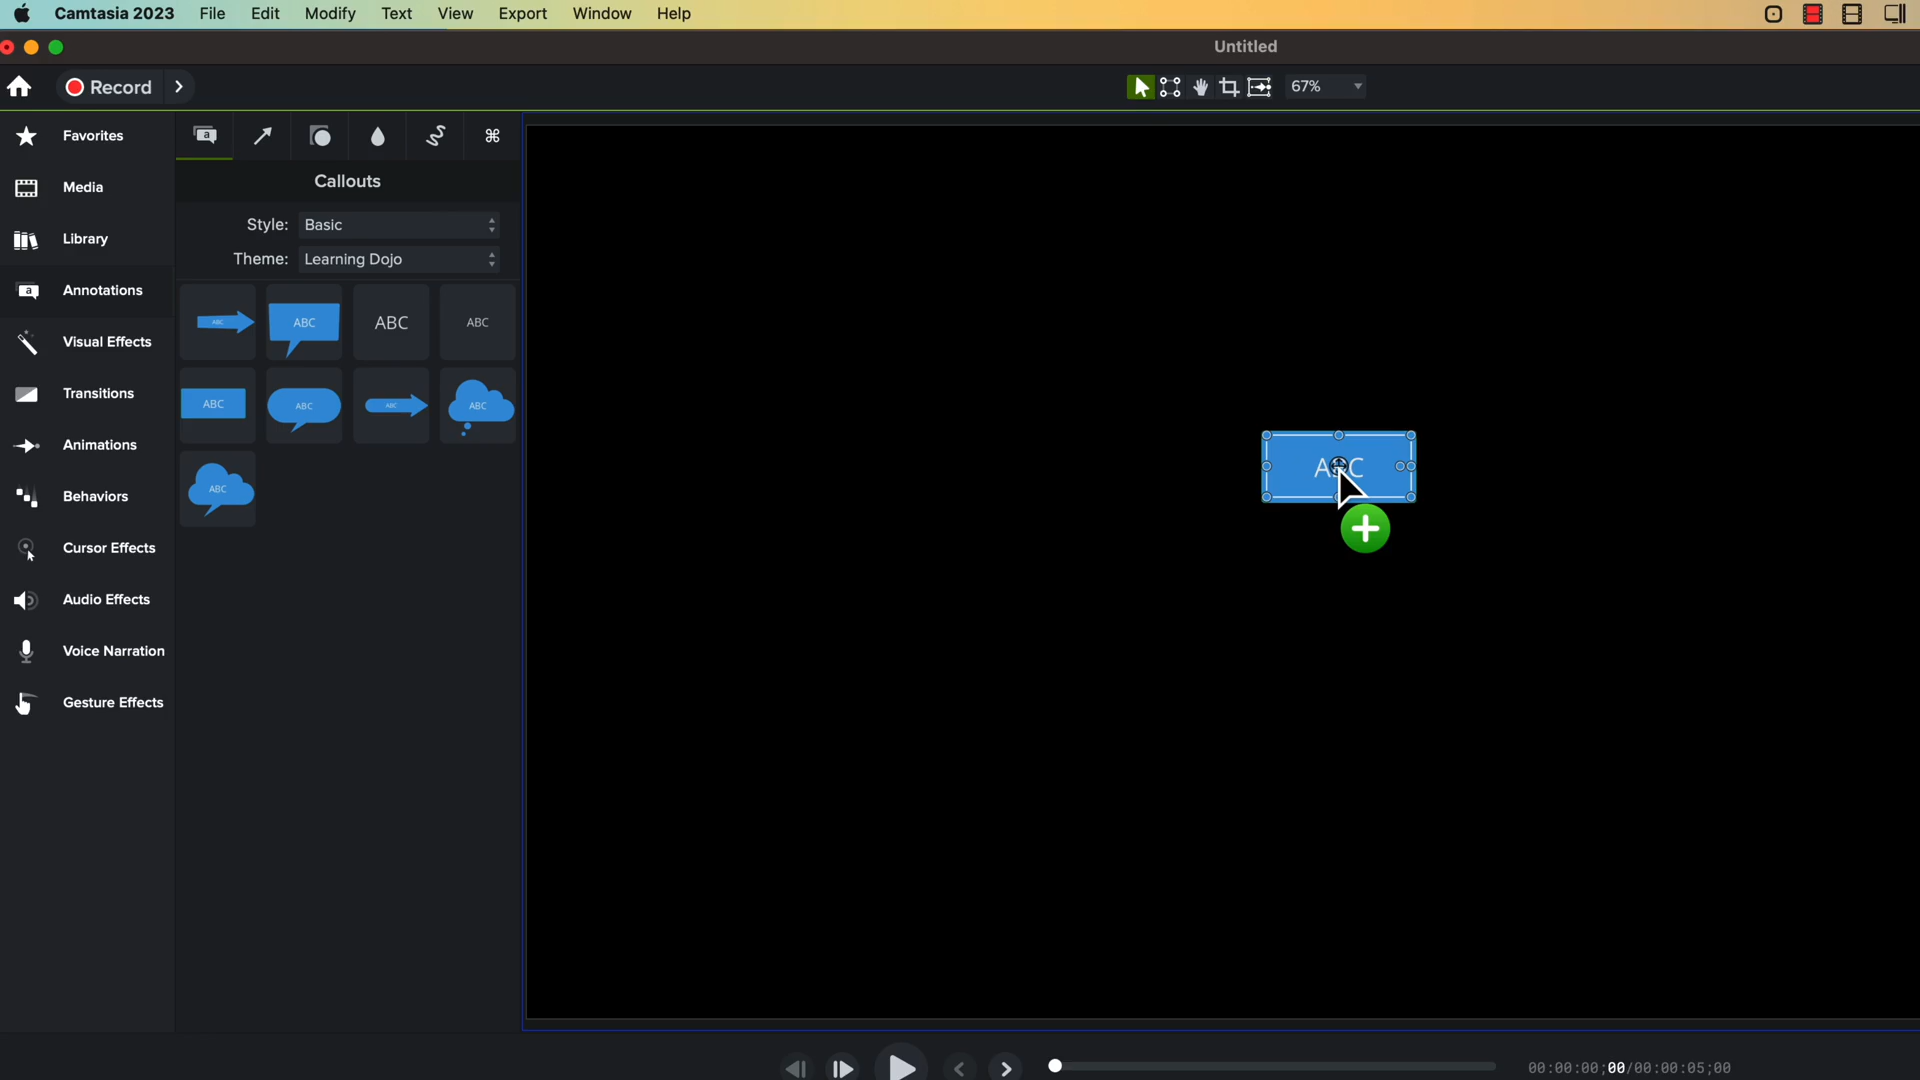 Camtasia 2023 File Edit Modify Text View Export Window Help
Untitled
Record
67%
Favorites
Media
Library
Annotations
Visual Effects
Transitions
Animations
Behaviors
Cursor Effects
Audio Effects
Voice Narration
Gesture Effects
a
Callouts
Style: Basic
Theme: Learning Dojo
ABC ABC ABC ABC
ABC ABC ABC ABC
ABC
ABC
00:00:00;00/00:00:05;00